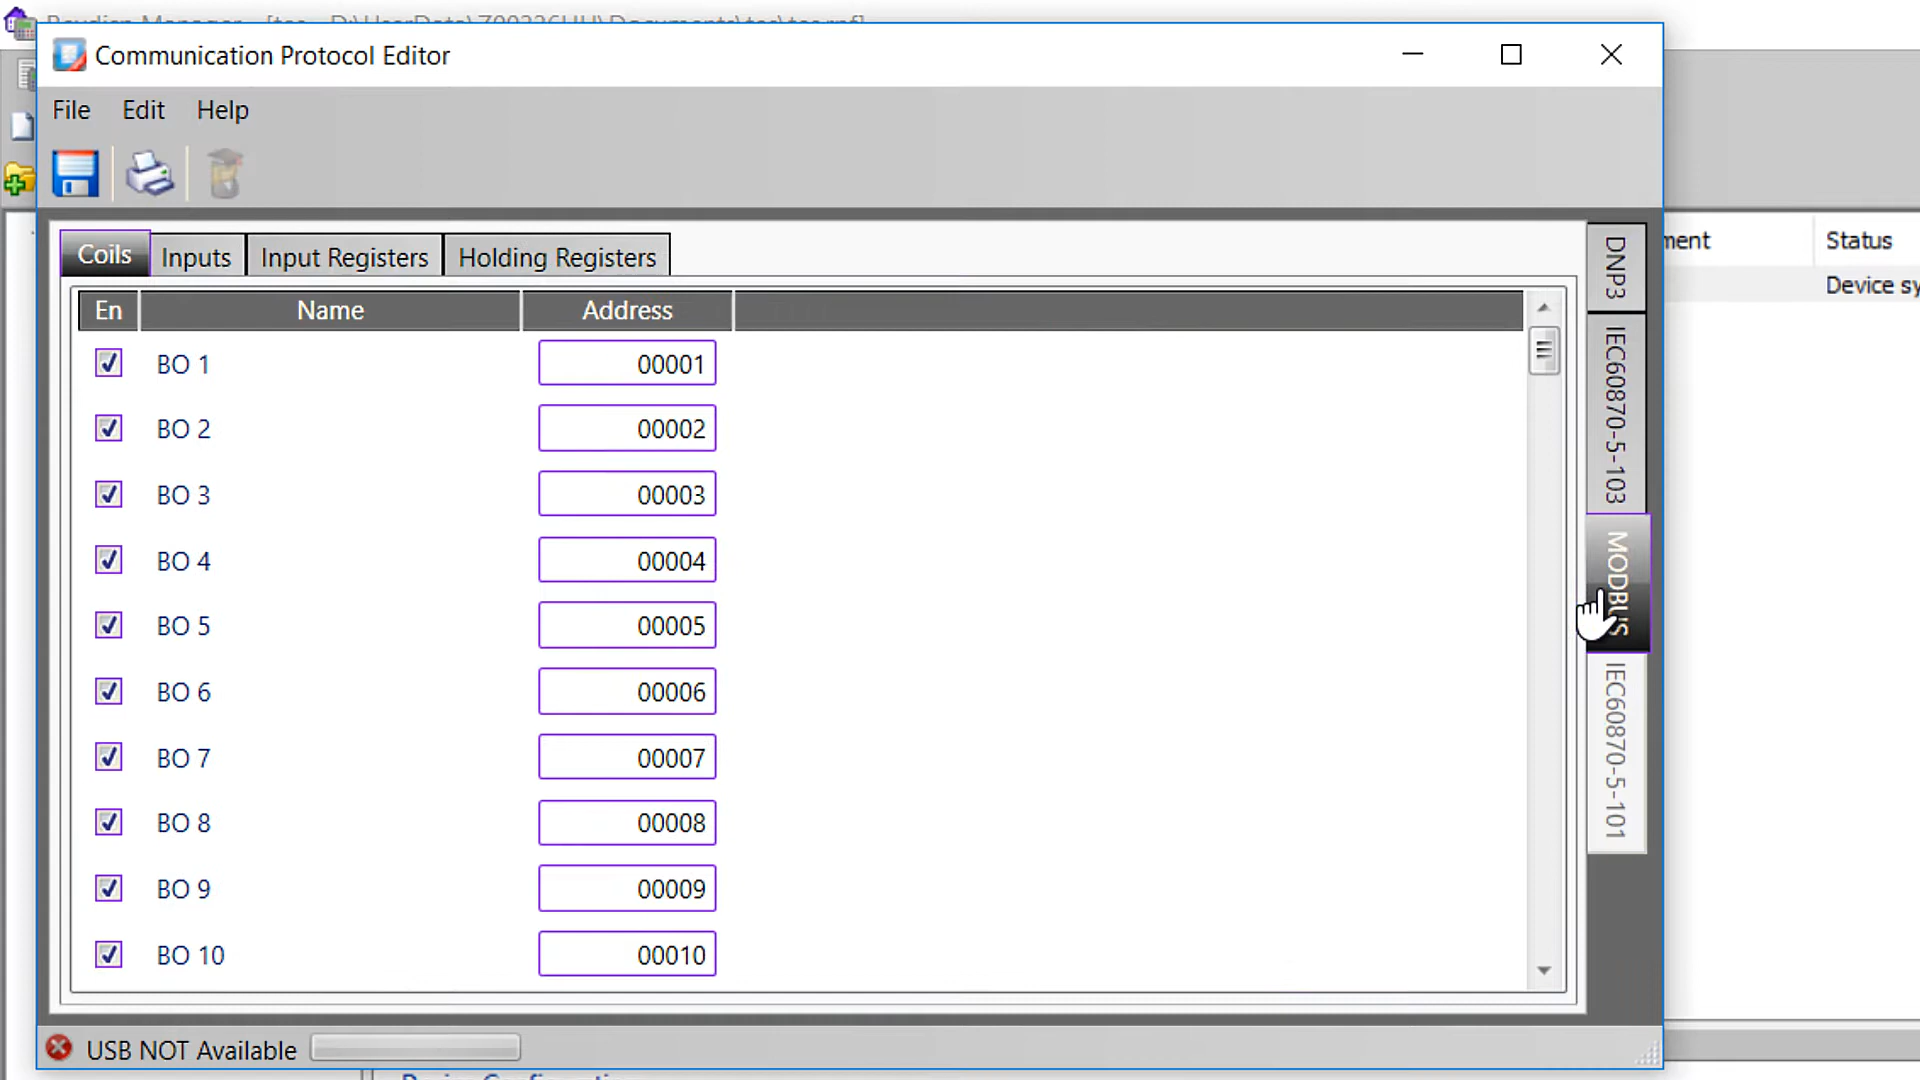 Communication Protocol Editor
File Edit Help
Coils Inputs Input Registers Holding Registers
En Name Address
BO 1 00001
BO 2 00002
BO 3 00003
BO 4 00004
BO 5 00005
BO 6 00006
BO 7 00007
BO 8 00008
BO 9 00009
BO 10 00010
DNP3
IEC60870-5-103
MODBUS
IEC60870-5-101
ment Status
Device sy
USB NOT Available